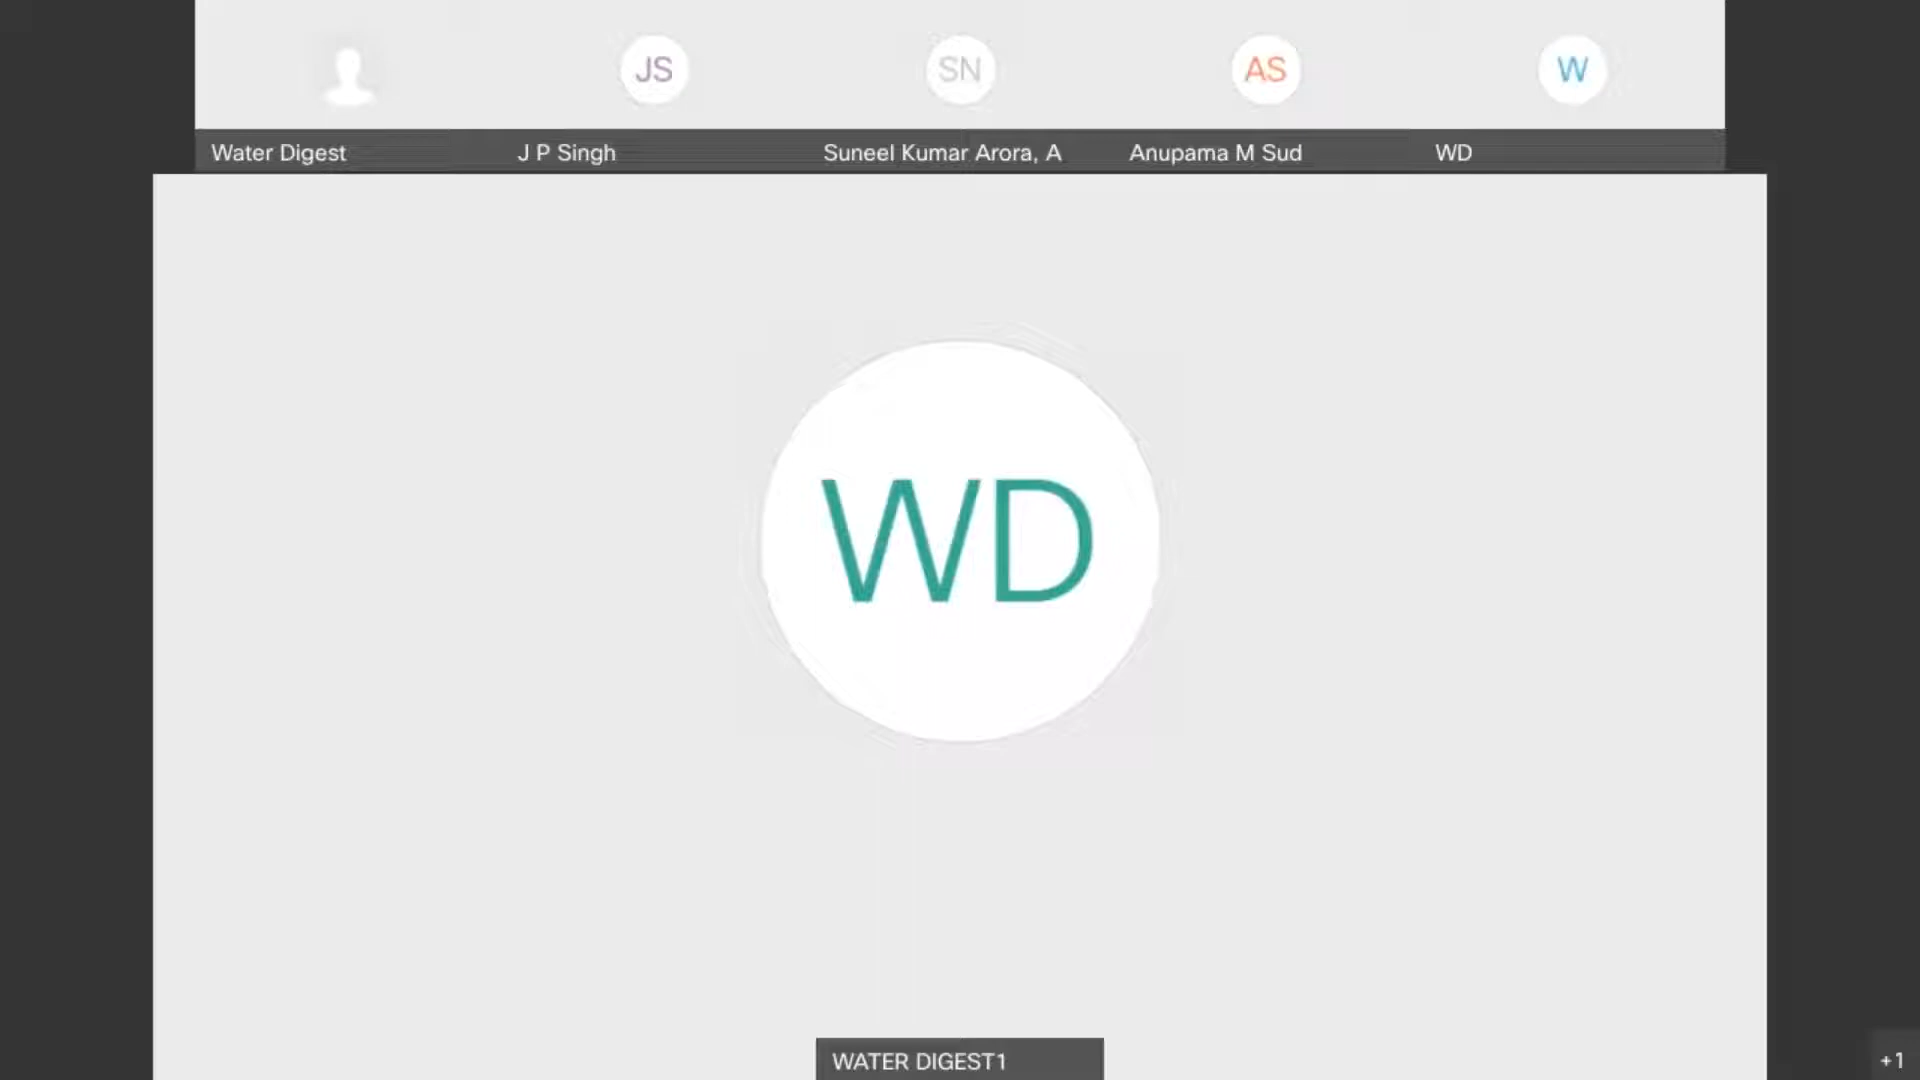 JS
SN
AS
W
Water Digest
J P Singh
Suneel Kumar Arora, A
Anupama M Sud
WD
WD
WATER DIGEST1
+1